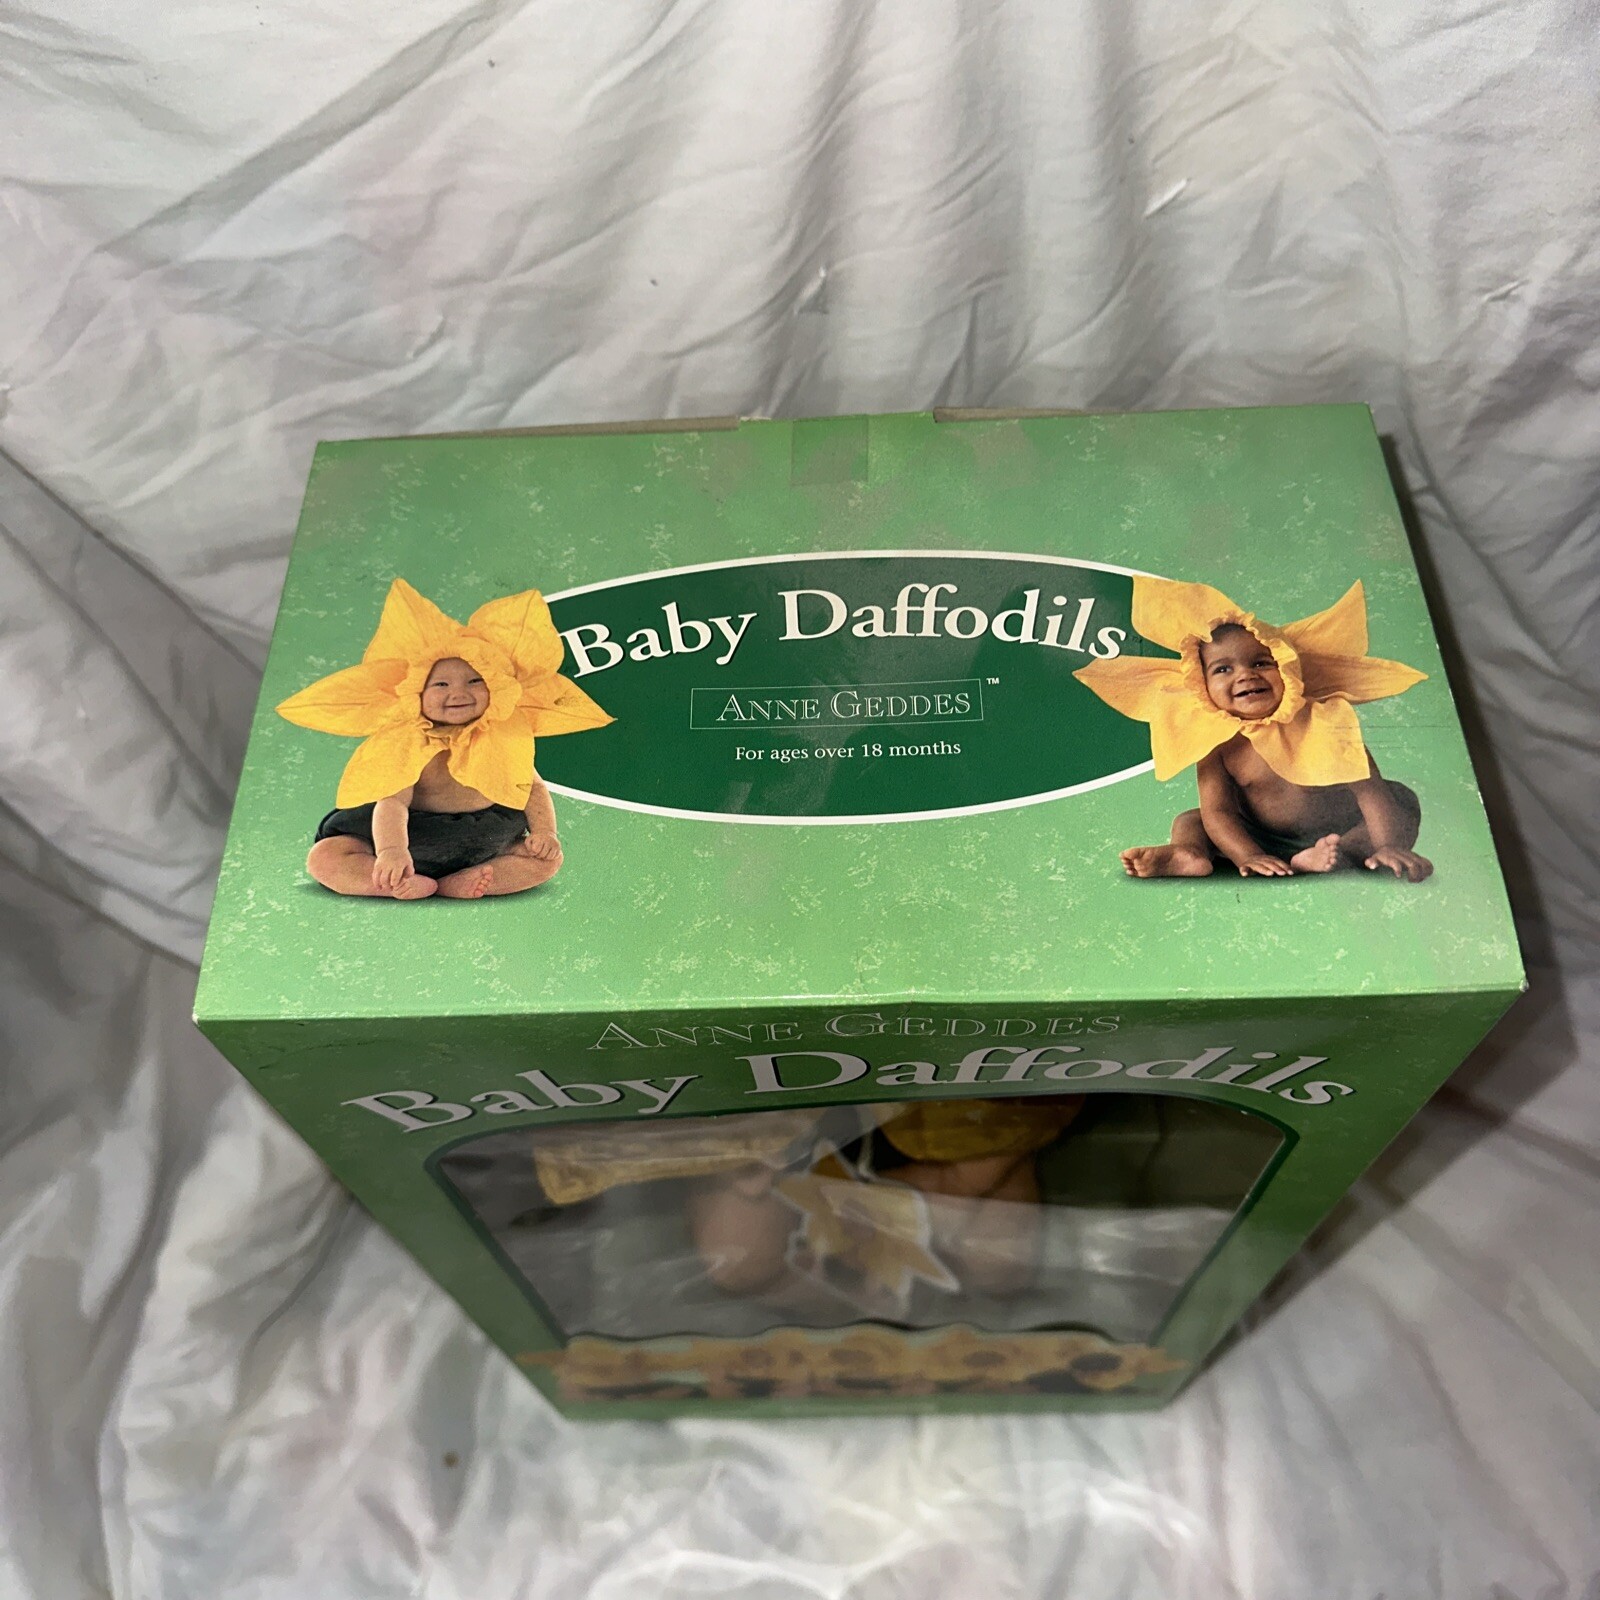 Baby Daffodils
ANNE GEDDES™
For ages over 18 months
ANNE GEDDES
Baby Daffodils